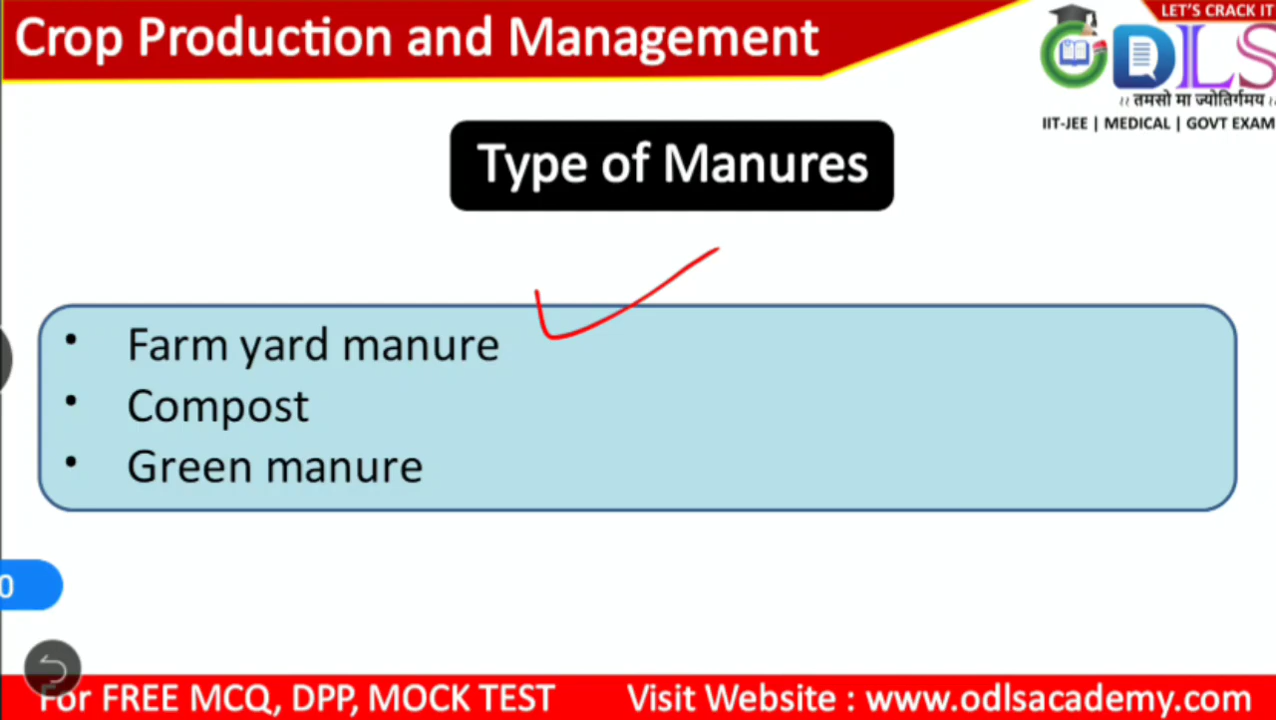 LET'S CRACK IT
Crop Production and Management
ODLS
।। तमसो मा ज्योतिर्गमय ।।
IIT-JEE | MEDICAL | GOVT EXAM
Type of Manures
• Farm yard manure
• Compost
• Green manure
0
For FREE MCQ, DPP, MOCK TEST Visit Website : www.odlsacademy.com